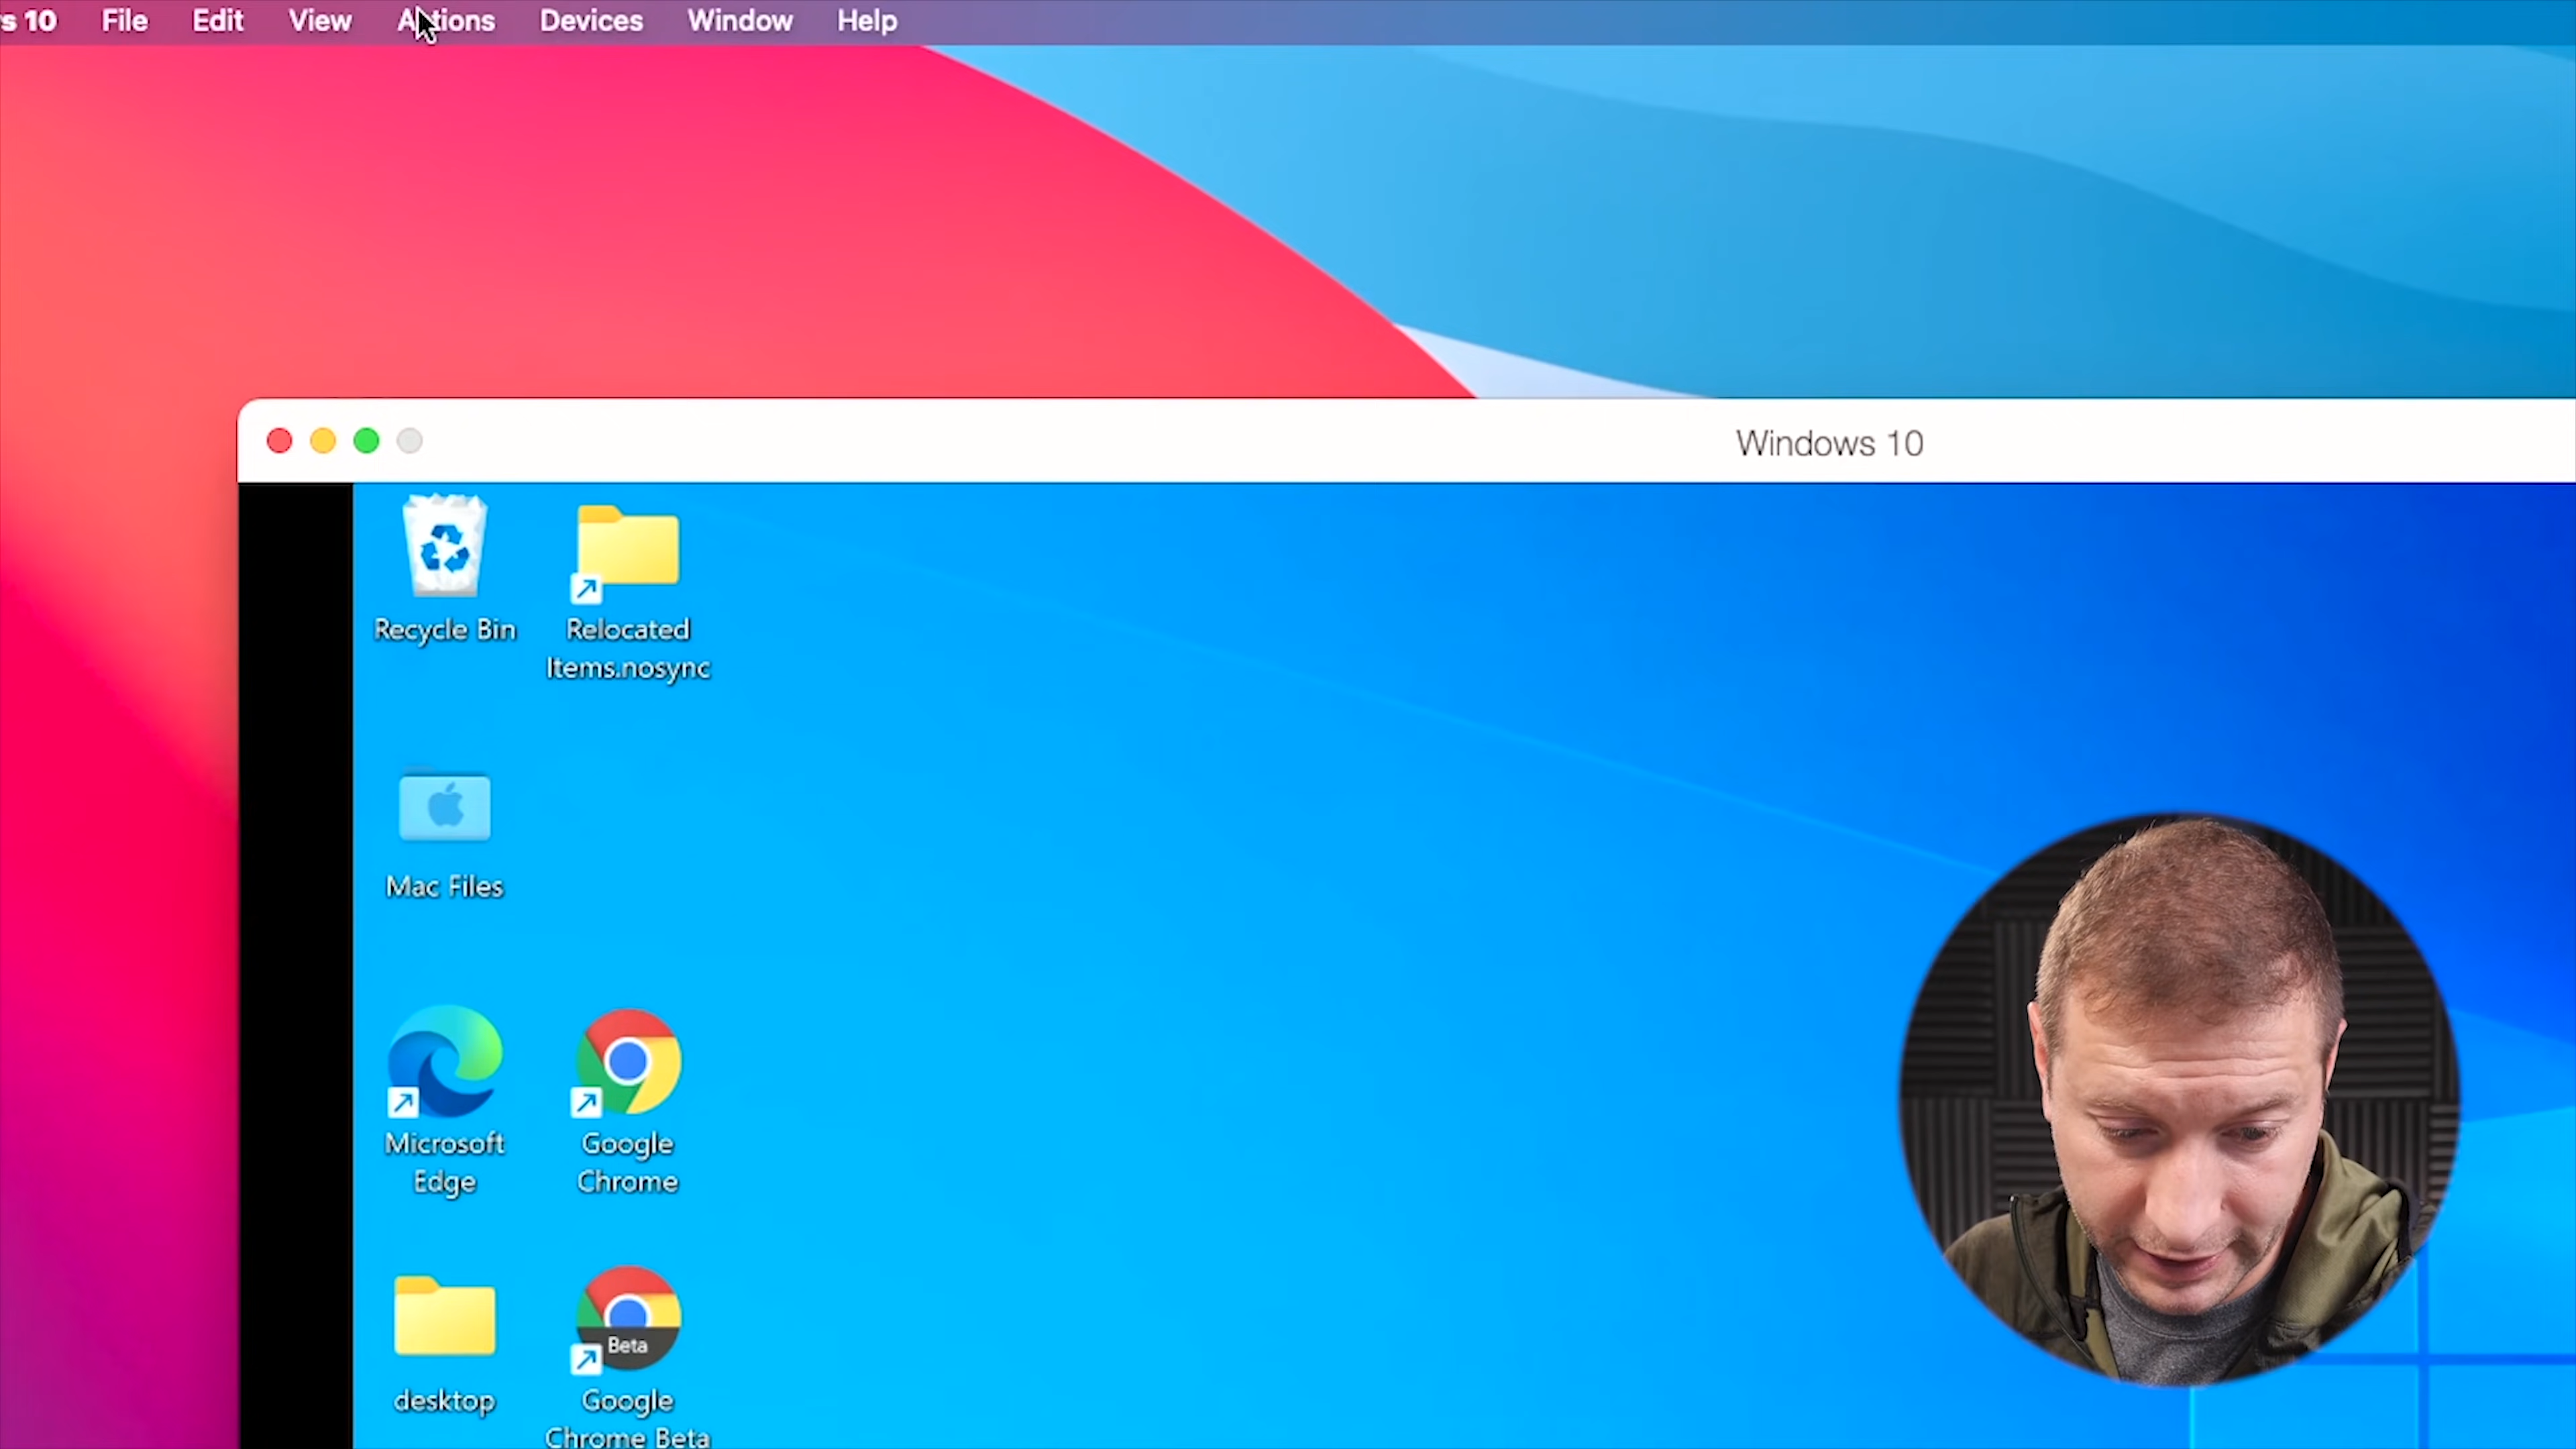 s 10 File Edit View Actions Devices Window Help
Windows 10
Recycle Bin
Relocated
Items.nosync
Mac Files
Microsoft
Edge
Google
Chrome
desktop
Beta
Google
Chrome Beta